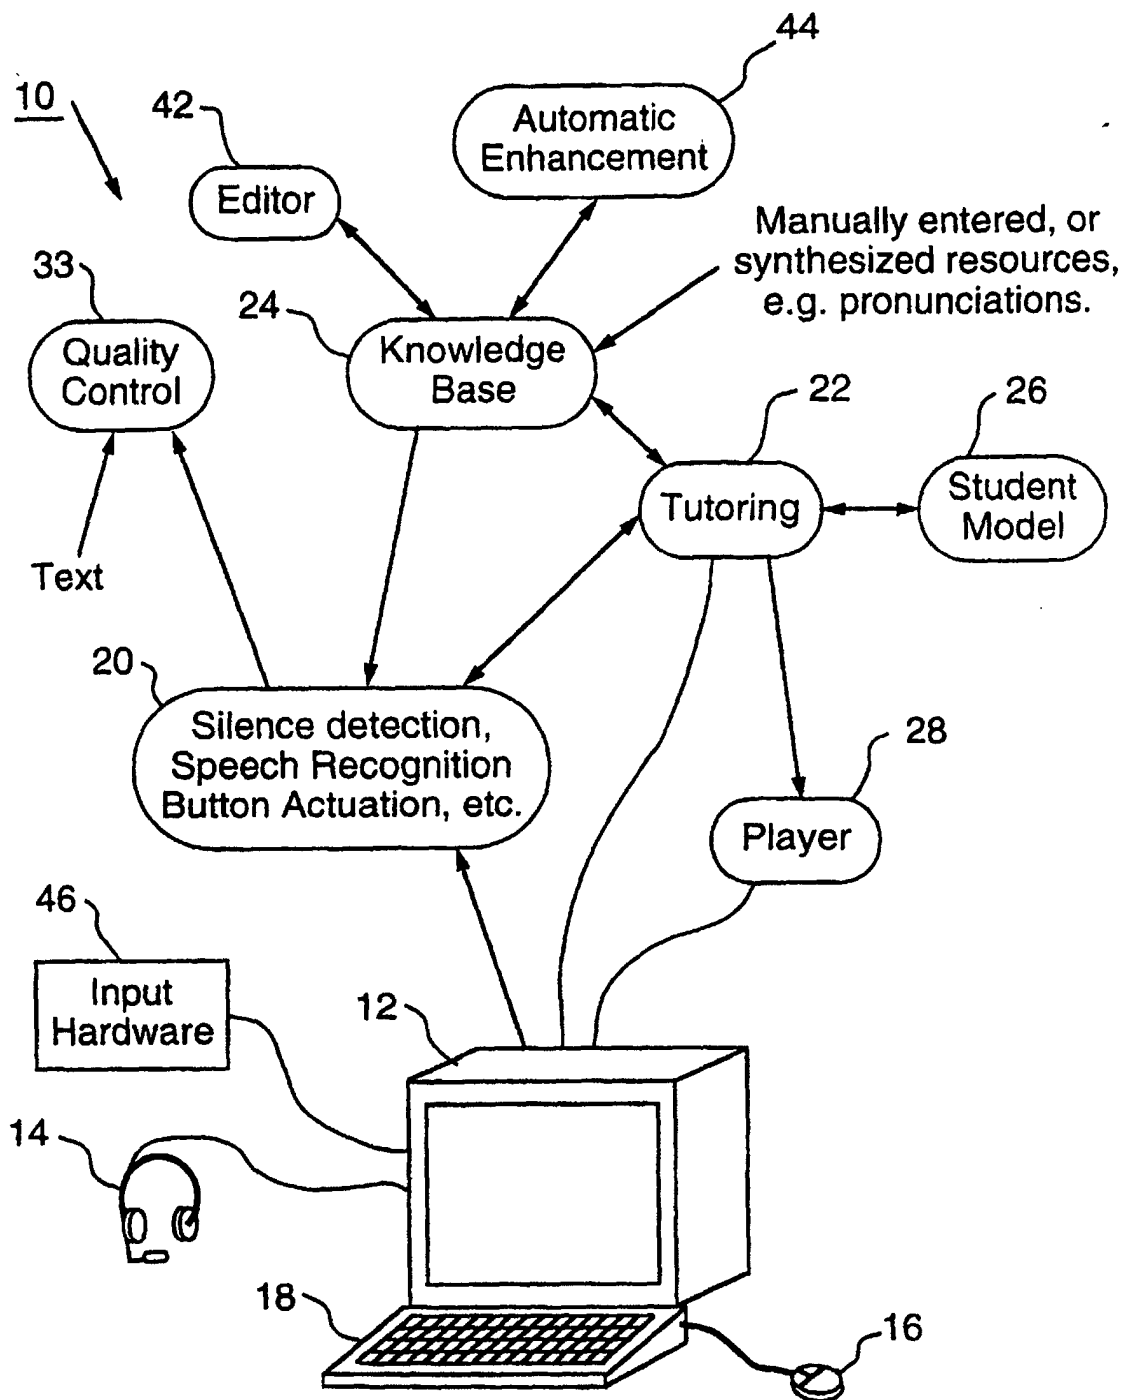 44
10
42
Automatic
Enhancement
Editor
Manually entered, or
synthesized resources,
e.g. pronunciations.
33
24
Quality
Control
Knowledge
Base
22
26
Tutoring
Student
Model
Text
20
Silence detection,
Speech Recognition
Button Actuation, etc.
28
Player
46
Input
Hardware
12
14
18
16